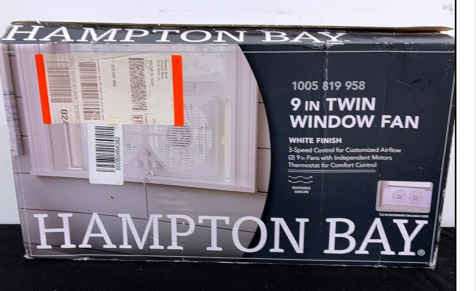 HAMPTON BAY
1005 819 958
9 IN TWIN
WINDOW FAN
WHITE FINISH
3-Speed Control for Customized Airflow
(2) 9 in Fans with Independent Motors
Thermostat for Comfort Control
HAMPTON BAY®